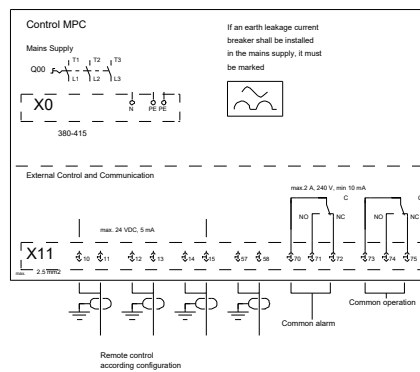 Control MPC
If an earth leakage current
breaker shall be installed
in the mains supply, it must
be marked
Mains Supply
T1 T2 T3
Q00
L1 L2 L3
X0
N PE PE
380-415
External Control and Communication
max.2 A, 240 V, min 10 mA
C
NO NC NO NC
max. 24 VDC, 5 mA
X11
10 11 12 13 14 15 57 58 70 71 72 73 74 75
max. 2.5 mm2
Common operation
Common alarm
Remote control
according configuration